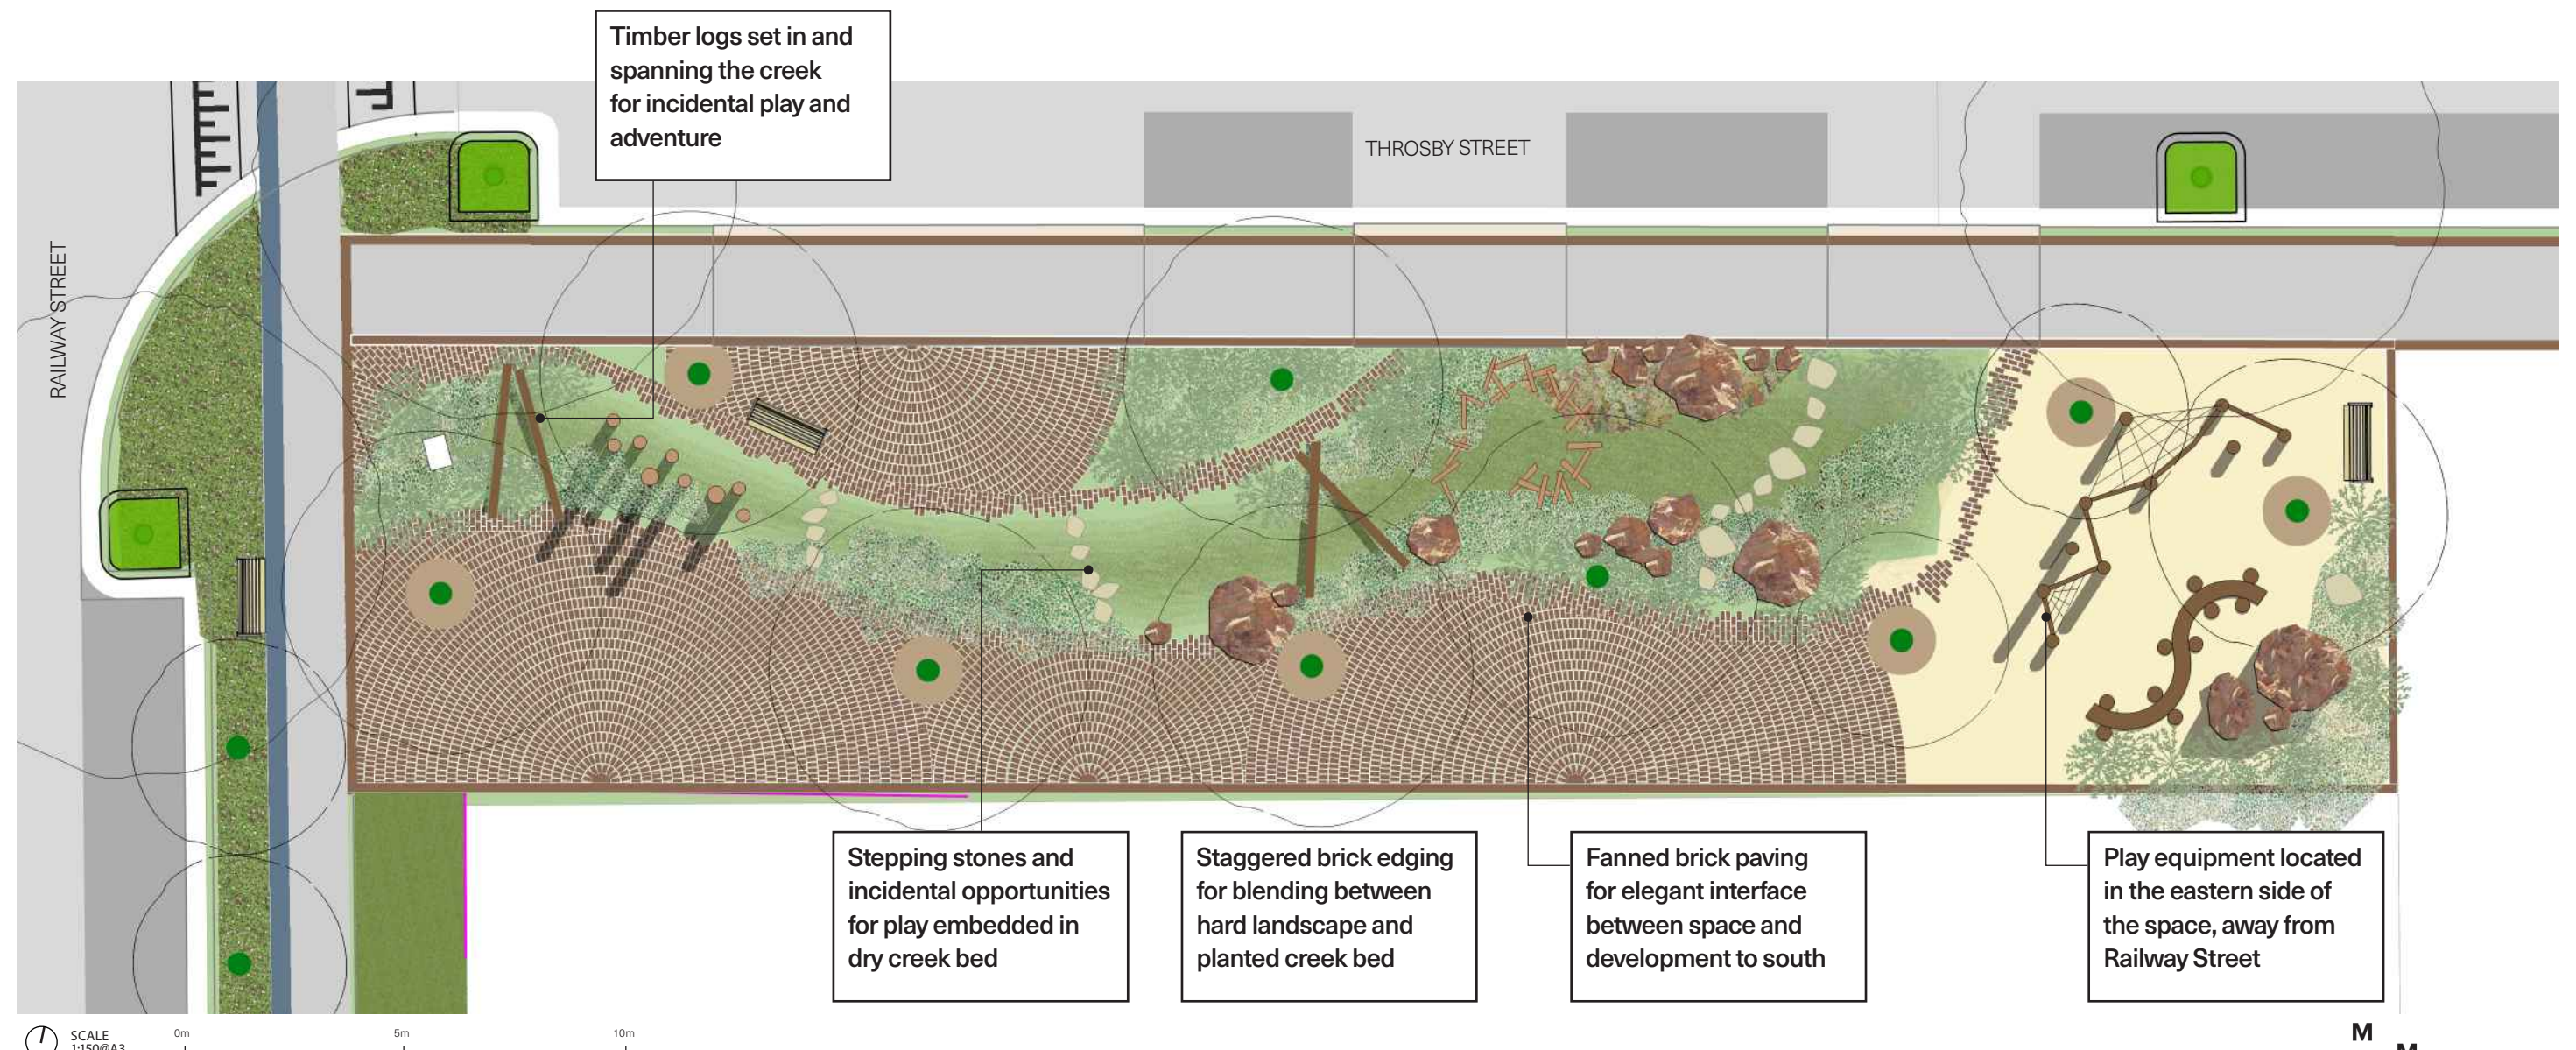 Timber logs set in and
spanning the creek
for incidental play and
adventure
THROSBY STREET
RAILWAY STREET
Stepping stones and
incidental opportunities
for play embedded in
dry creek bed
Staggered brick edging
for blending between
hard landscape and
planted creek bed
Fanned brick paving
for elegant interface
between space and
development to south
Play equipment located
in the eastern side of
the space, away from
Railway Street
SCALE
1:150@A3
0m 5m 10m
M
M